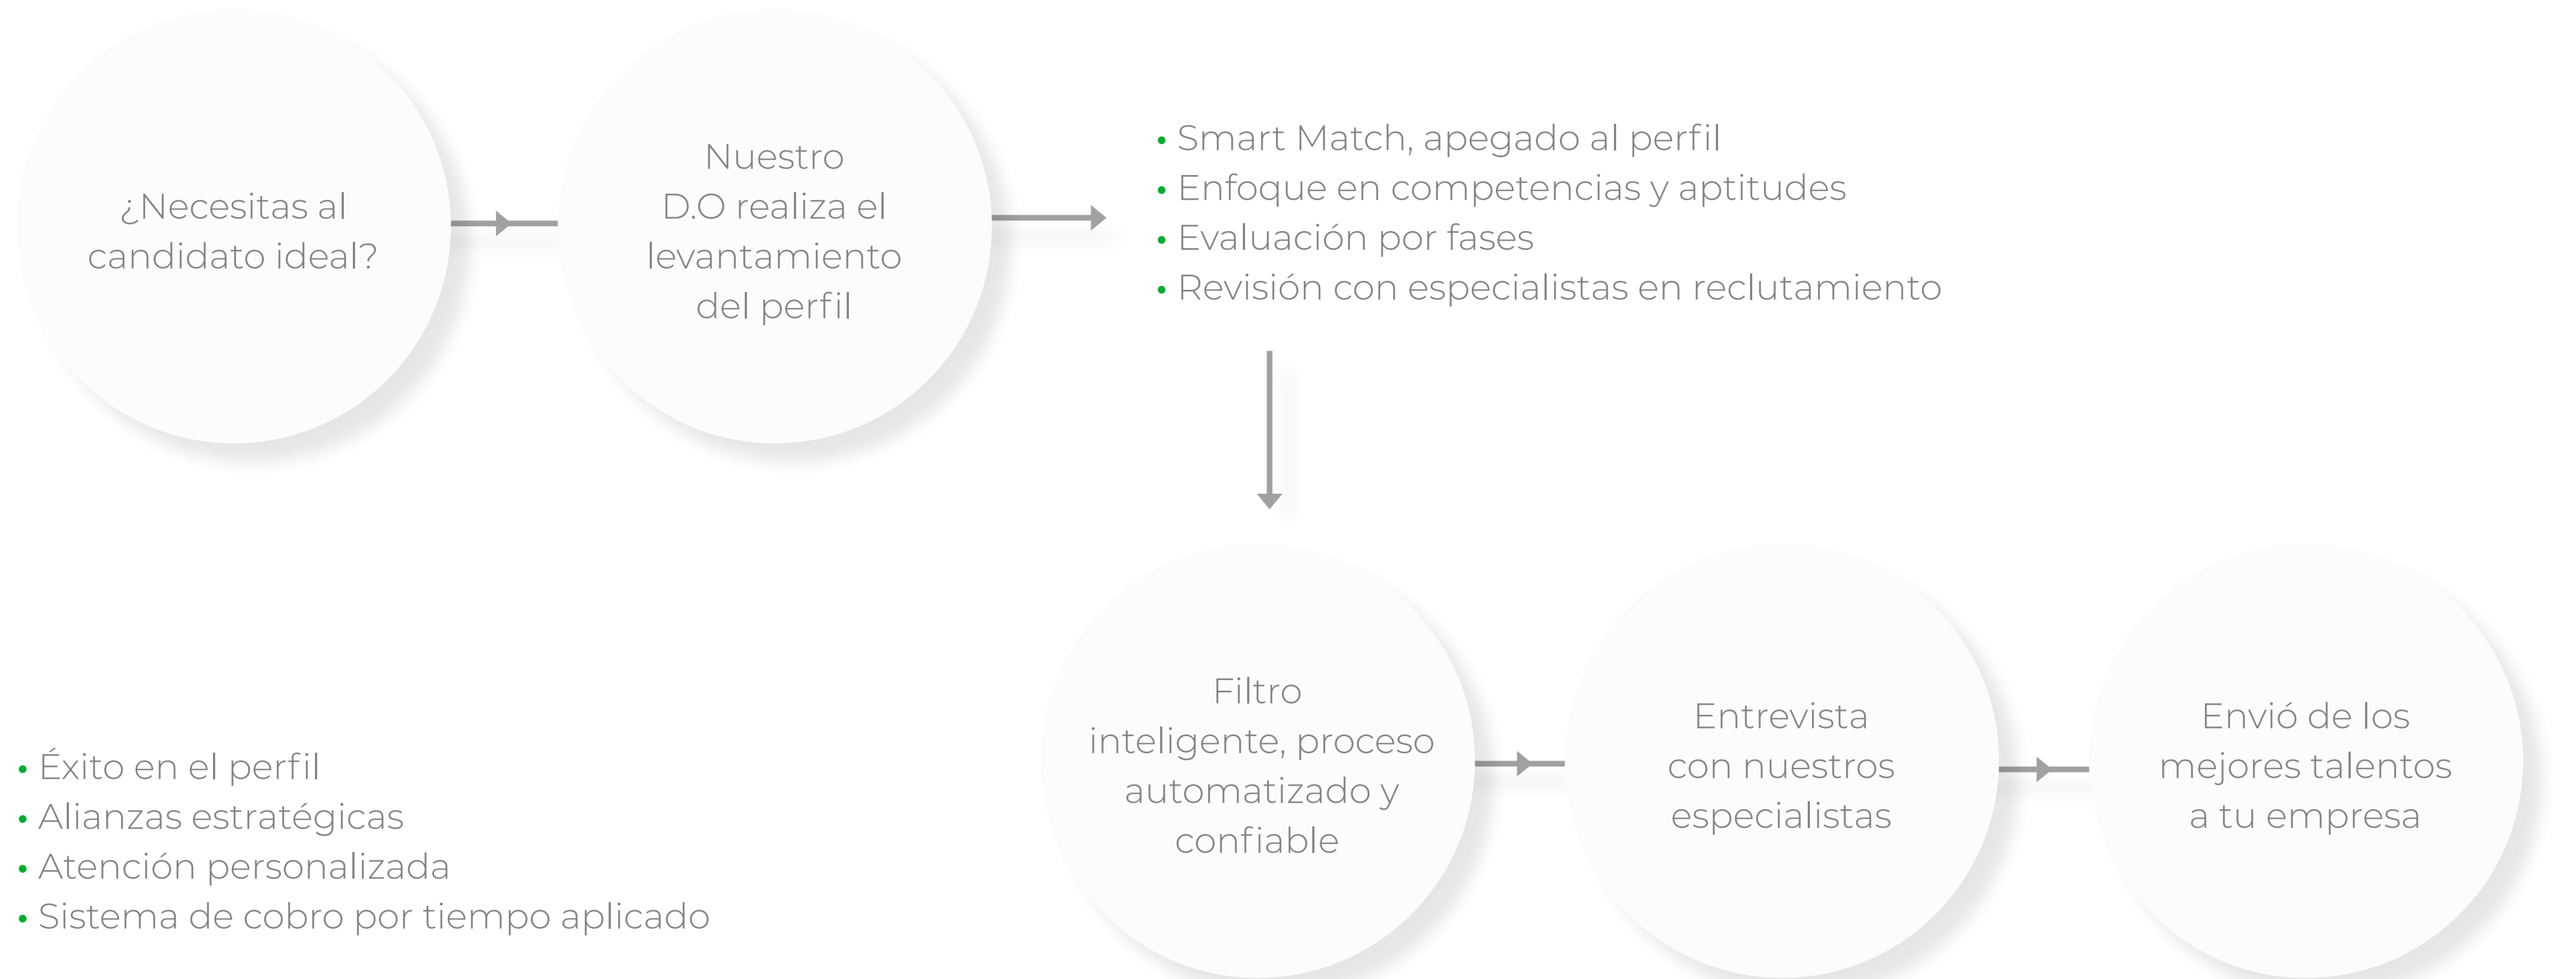 ¿Necesitas al
candidato ideal?
Nuestro
D.O realiza el
levantamiento
del perfil
• Smart Match, apegado al perfil
• Enfoque en competencias y aptitudes
• Evaluación por fases
• Revisión con especialistas en reclutamiento
Filtro
inteligente, proceso
automatizado y
confiable
Entrevista
con nuestros
especialistas
Envió de los
mejores talentos
a tu empresa
• Éxito en el perfil
• Alianzas estratégicas
• Atención personalizada
• Sistema de cobro por tiempo aplicado